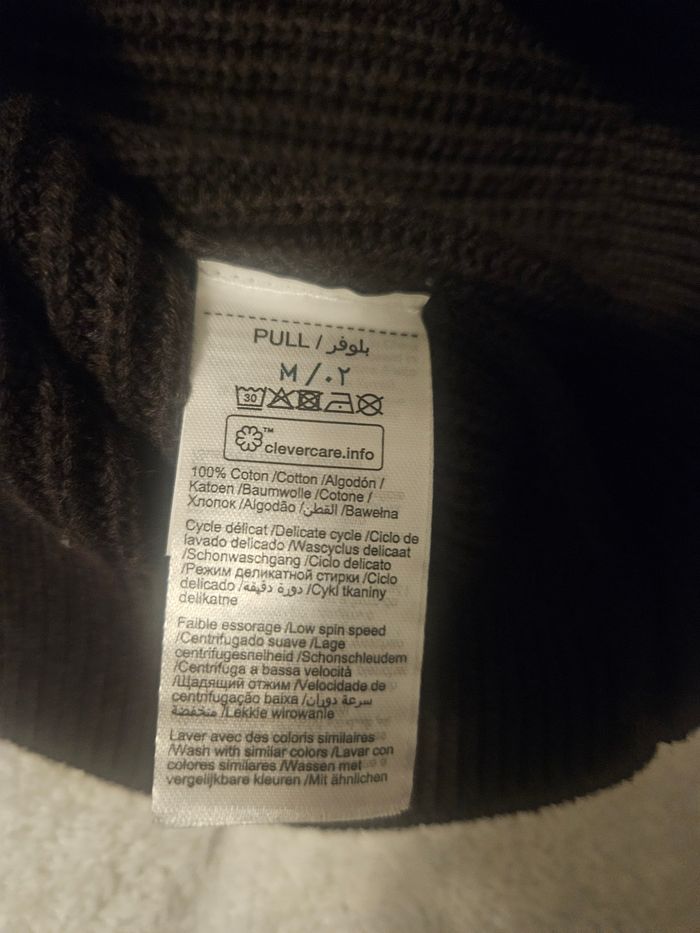 PULL / بلوفر
M/٠٢
30
™
clevercare.info
100% Coton /Cotton /Algodón /
Katoen /Baumwolle /Cotone /
Хлопок /Algodão /القطن /Bawełna
Cycle délicat /Delicate cycle /Ciclo de
lavado delicado /Wascyclus delicaat
/Schonwaschgang /Ciclo delicato
/Режим деликатной стирки /Ciclo
delicado /دورة دقيقة /Cykl tkaniny
delikatne
Faible essorage /Low spin speed
/Centrifugado suave /Lage
centrifugesnelheid /Schonschleudern
/Centrifuga a bassa velocità
/Щадящий отжим /Velocidade de
centrifugação baixa /سرعة دوران
منخفضة /Lekkie wirowanie
Laver avec des coloris similaires
/Wash with similar colors /Lavar con
colores similares /Wassen met
vergelijkbare kleuren /Mit ähnlichen